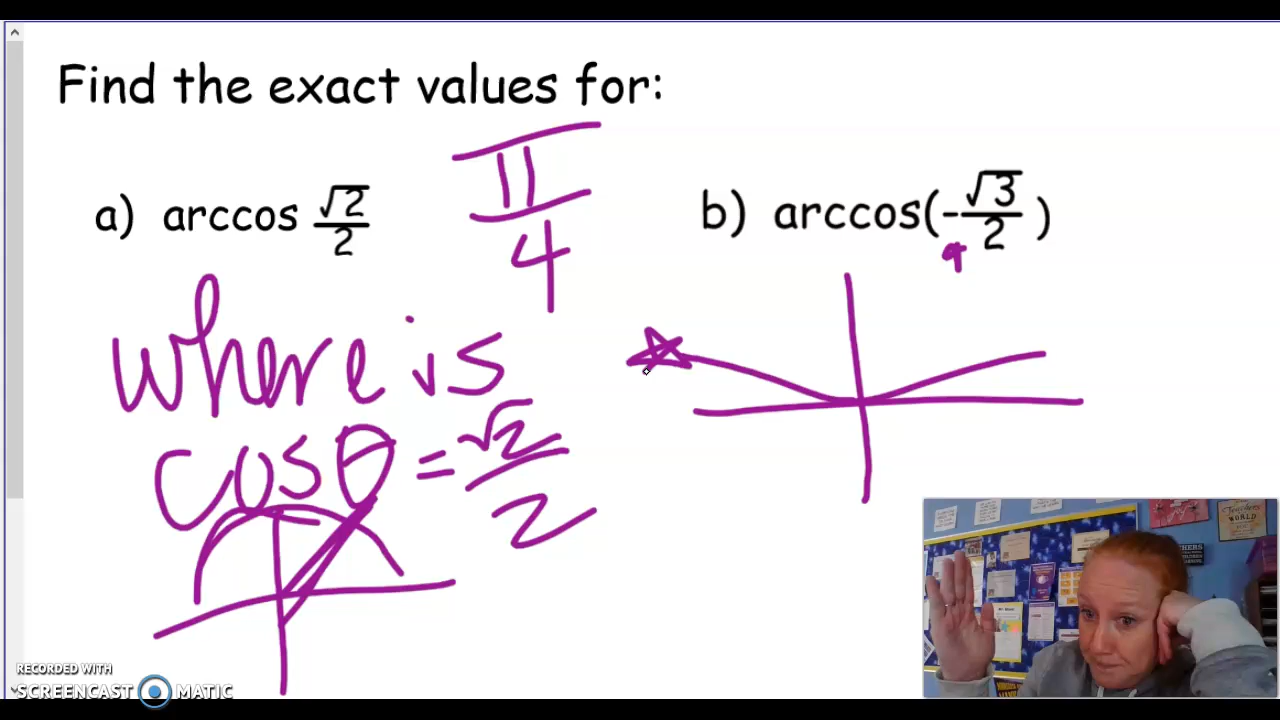 Find the exact values for:
a) arccos √2/2
π/4
b) arccos(-√3/2)
where is
cosθ = √2/2
RECORDED WITH
SCREENCAST MATIC